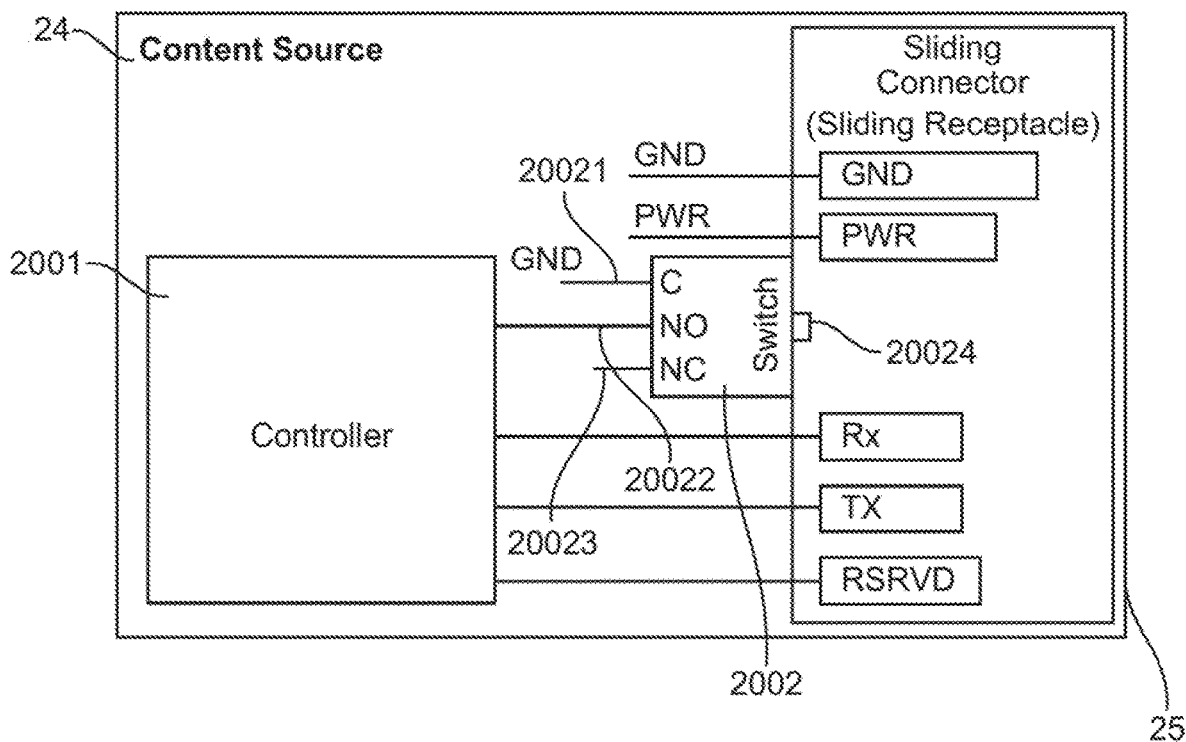 24
Content Source
Sliding
Connector
(Sliding Receptacle)
GND
20021
GND
PWR
PWR
2001
GND
C
NO
NC
Switch
20024
Controller
Rx
20022
TX
20023
RSRVD
2002
25